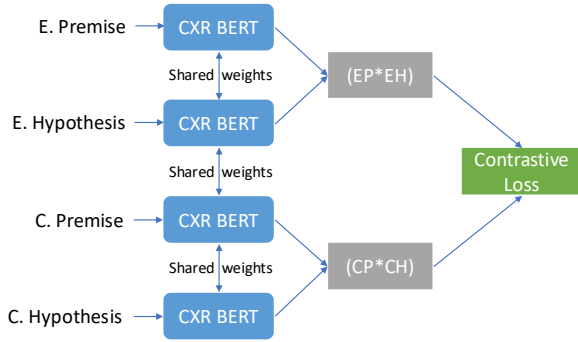 E. Premise
CXR BERT
Shared weights
(EP*EH)
E. Hypothesis
CXR BERT
Shared weights
Contrastive
Loss
C. Premise
CXR BERT
Shared weights
(CP*CH)
C. Hypothesis
CXR BERT